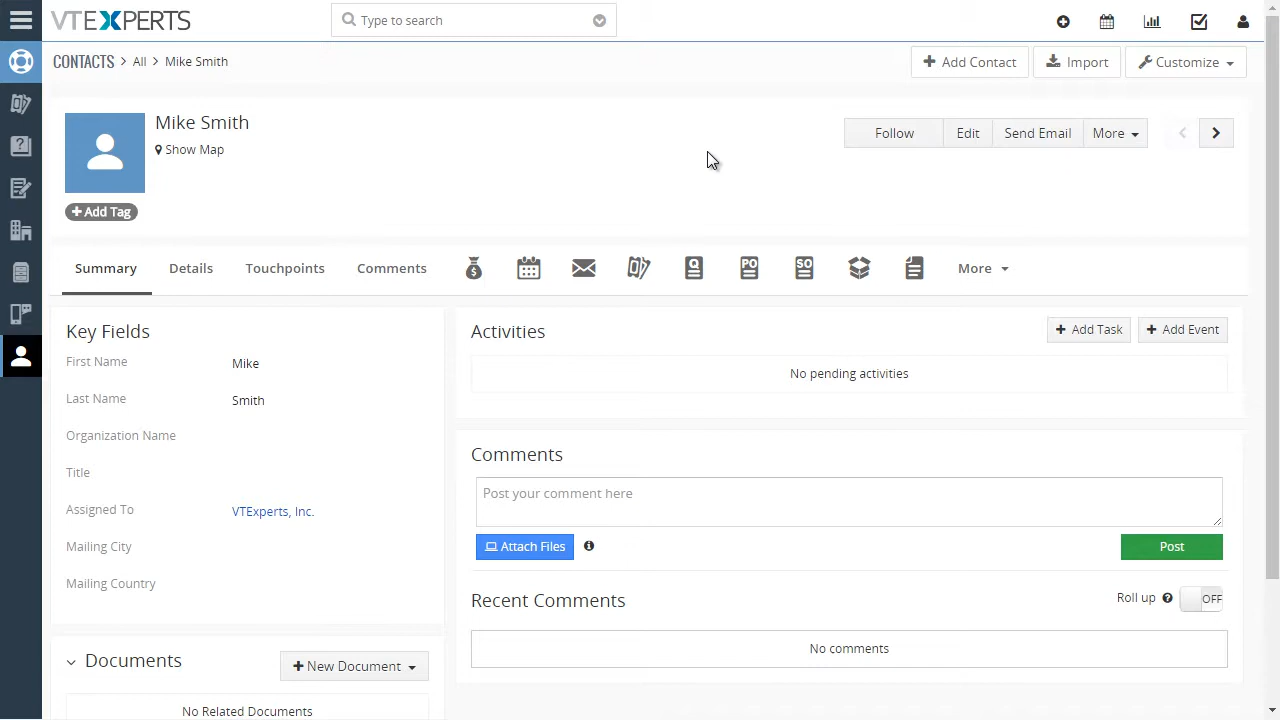 VTEXPERTS
Type to search
CONTACTS > All > Mike Smith
Add Contact
Import
Customize
Mike Smith
Show Map
Add Tag
Follow
Edit
Send Email
More
Summary
Details
Touchpoints
Comments
$
Q
PO
SO
More
Key Fields
First Name Mike
Last Name Smith
Organization Name
Title
Assigned To VTExperts, Inc.
Mailing City
Mailing Country
Documents
New Document
No Related Documents
Activities
Add Task
Add Event
No pending activities
Comments
Post your comment here
Attach Files
Post
Recent Comments
Roll up
OFF
No comments